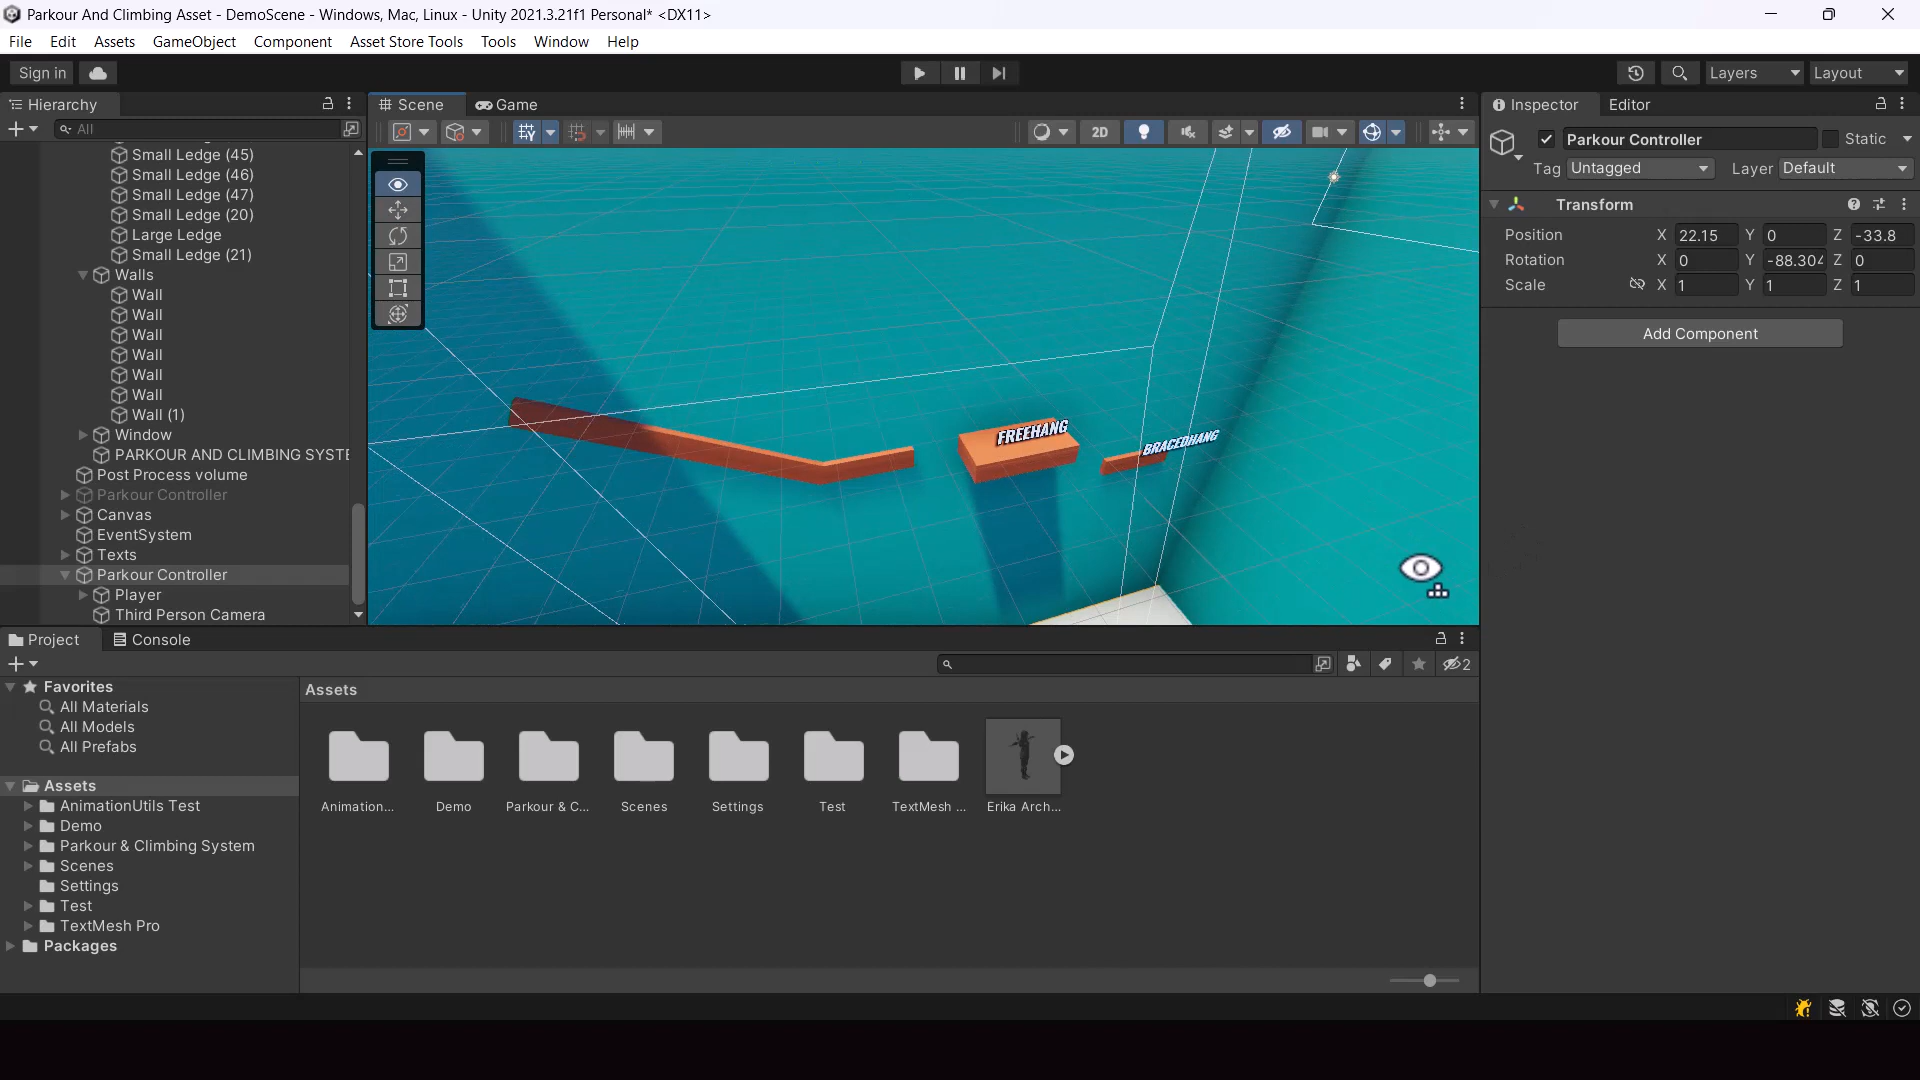 Parkour And Climbing Asset - DemoScene - Windows, Mac, Linux - Unity 2021.3.21f1 Personal* <DX11>
File Edit Assets GameObject Component Asset Store Tools Tools Window Help
Sign in
Layers
Layout
Hierarchy
All
Small Ledge (45)
Small Ledge (46)
Small Ledge (47)
Small Ledge (20)
Large Ledge
Small Ledge (21)
Walls
Wall
Wall
Wall
Wall
Wall
Wall
Wall (1)
Window
PARKOUR AND CLIMBING SYSTE
Post Process volume
Parkour Controller
Canvas
EventSystem
Texts
Parkour Controller
Player
Third Person Camera
Scene
Game
2D
FREEHANG
BRACEDHANG
Inspector
Editor
Parkour Controller
Static
Tag Untagged
Layer Default
Transform
Position X 22.15 Y 0 Z -33.8
Rotation X 0 Y -88.304 Z 0
Scale X 1 Y 1 Z 1
Add Component
Project
Console
2
Favorites
All Materials
All Models
All Prefabs
Assets
AnimationUtils Test
Demo
Parkour & Climbing System
Scenes
Settings
Test
TextMesh Pro
Packages
Assets
Animation...
Demo
Parkour & C...
Scenes
Settings
Test
TextMesh ...
Erika Arch...